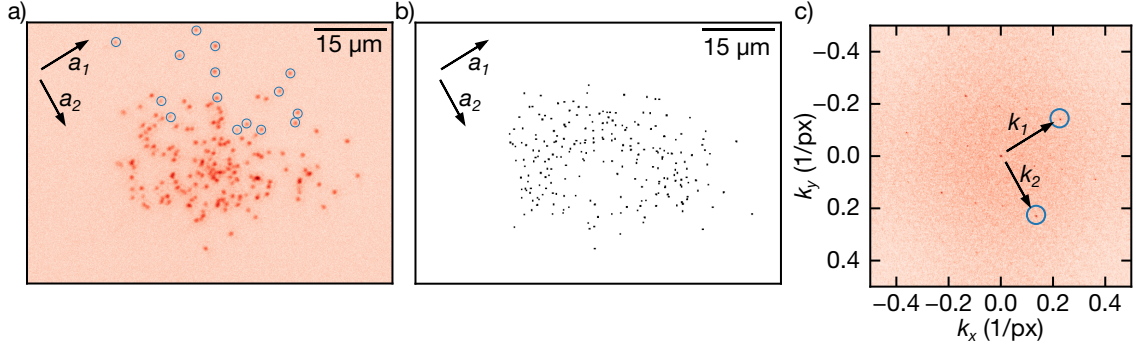 a)
15 µm
a1
a2
b)
15 µm
a1
a2
c)
−0.4
−0.2
0.0
0.2
0.4
ky (1/px)
k1
k2
−0.4 −0.2 0.0 0.2 0.4
kx (1/px)